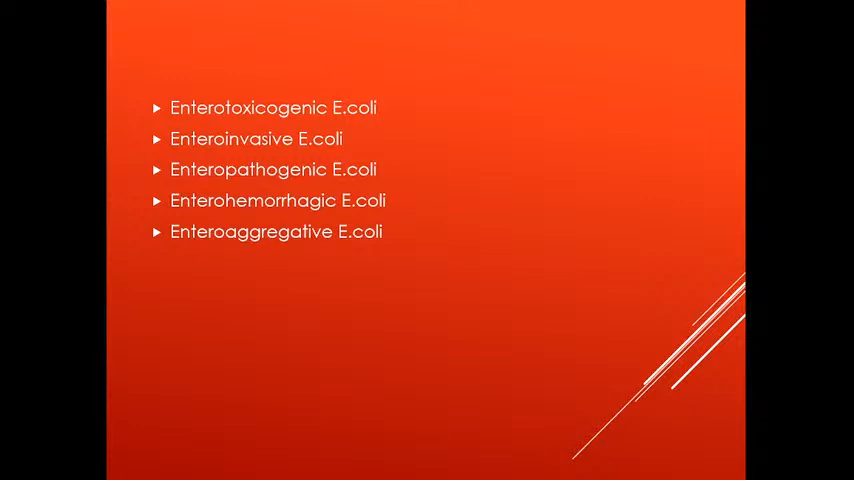 Enterotoxicogenic E.coli
Enteroinvasive E.coli
Enteropathogenic E.coli
Enterohemorrhagic E.coli
Enteroaggregative E.coli